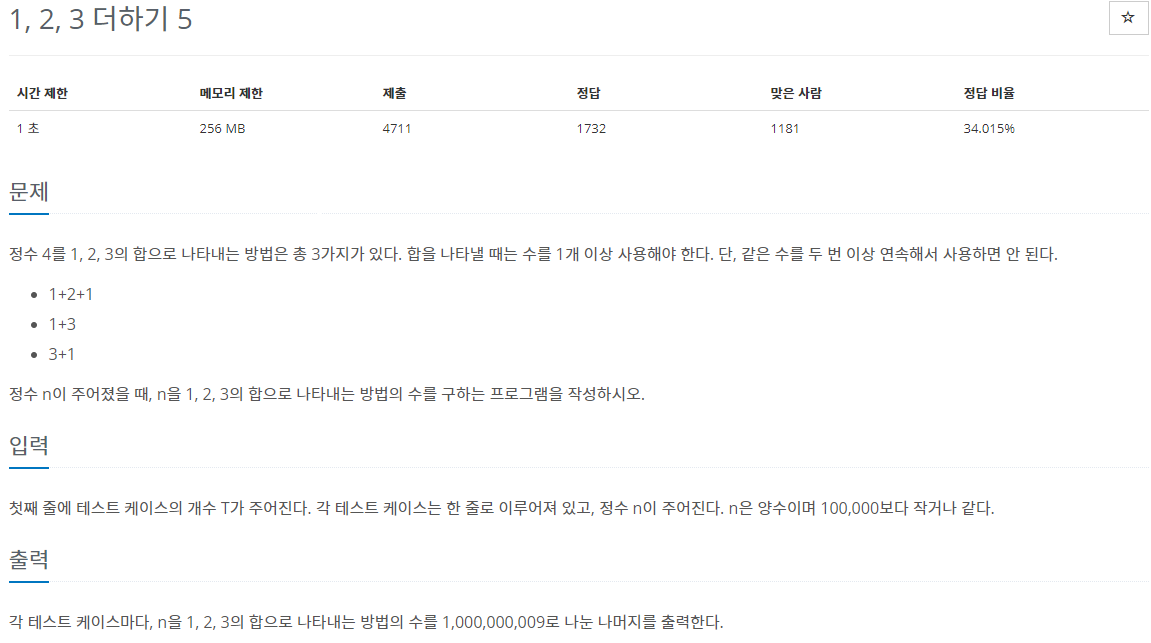 1, 2, 3 더하기 5
☆
시간 제한 메모리 제한 제출 정답 맞은 사람 정답 비율
1 초 256 MB 4711 1732 1181 34.015%
문제
정수 4를 1, 2, 3의 합으로 나타내는 방법은 총 3가지가 있다. 합을 나타낼 때는 수를 1개 이상 사용해야 한다. 단, 같은 수를 두 번 이상 연속해서 사용하면 안 된다.
• 1+2+1
• 1+3
• 3+1
정수 n이 주어졌을 때, n을 1, 2, 3의 합으로 나타내는 방법의 수를 구하는 프로그램을 작성하시오.
입력
첫째 줄에 테스트 케이스의 개수 T가 주어진다. 각 테스트 케이스는 한 줄로 이루어져 있고, 정수 n이 주어진다. n은 양수이며 100,000보다 작거나 같다.
출력
각 테스트 케이스마다, n을 1, 2, 3의 합으로 나타내는 방법의 수를 1,000,000,009로 나눈 나머지를 출력한다.